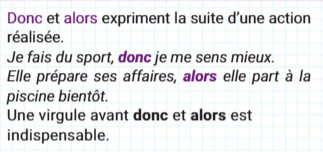 Donc et alors expriment la suite d'une action
réalisée.
Je fais du sport, donc je me sens mieux.
Elle prépare ses affaires, alors elle part à la
piscine bientôt.
Une virgule avant donc et alors est
indispensable.